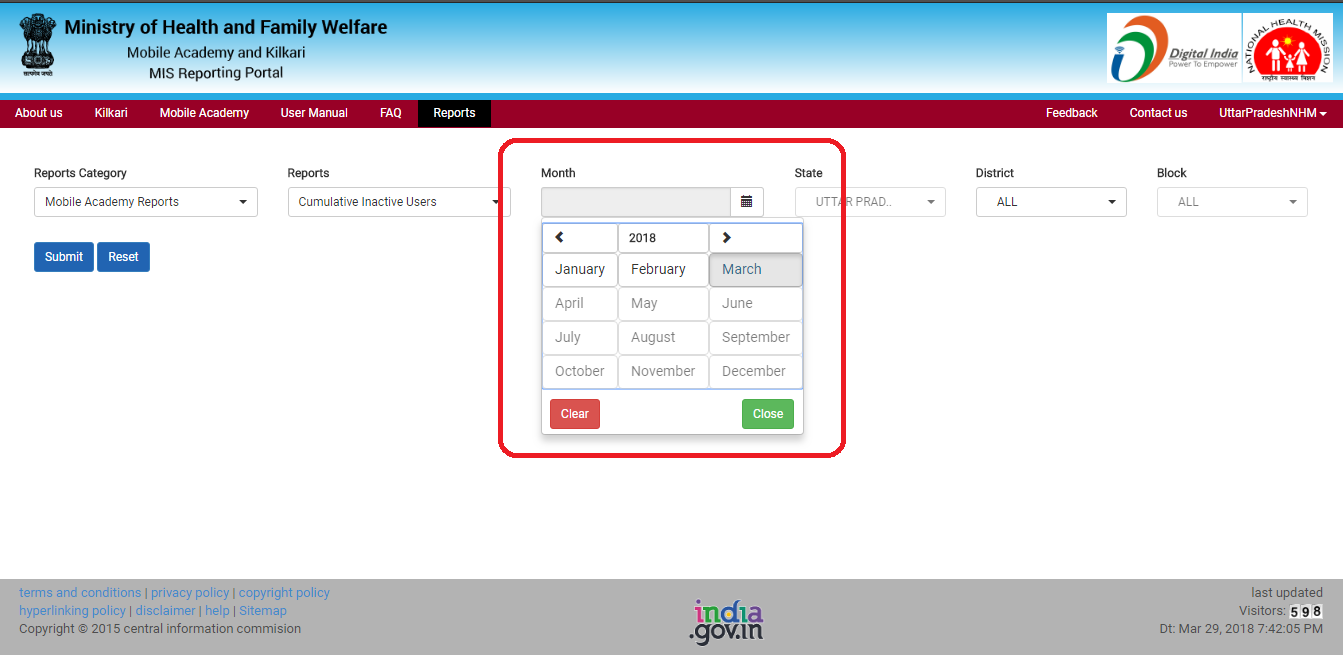 Ministry of Health and Family Welfare
Mobile Academy and Kilkari
MIS Reporting Portal
सत्यमेव जयते
Digital India
Power To Empower
NATIONAL HEALTH MISSION
राष्ट्रीय स्वास्थ्य मिशन
About us Kilkari Mobile Academy User Manual FAQ Reports Feedback Contact us UttarPradeshNHM
Reports Category Reports Month State District Block
Mobile Academy Reports Cumulative Inactive Users UTTAR PRAD.. ALL ALL
Submit Reset
2018
January February March
April May June
July August September
October November December
Clear Close
terms and conditions | privacy policy | copyright policy
hyperlinking policy | disclaimer | help | Sitemap
Copyright © 2015 central information commision
india
.gov.in
last updated
Visitors: 598
Dt: Mar 29, 2018 7:42:05 PM